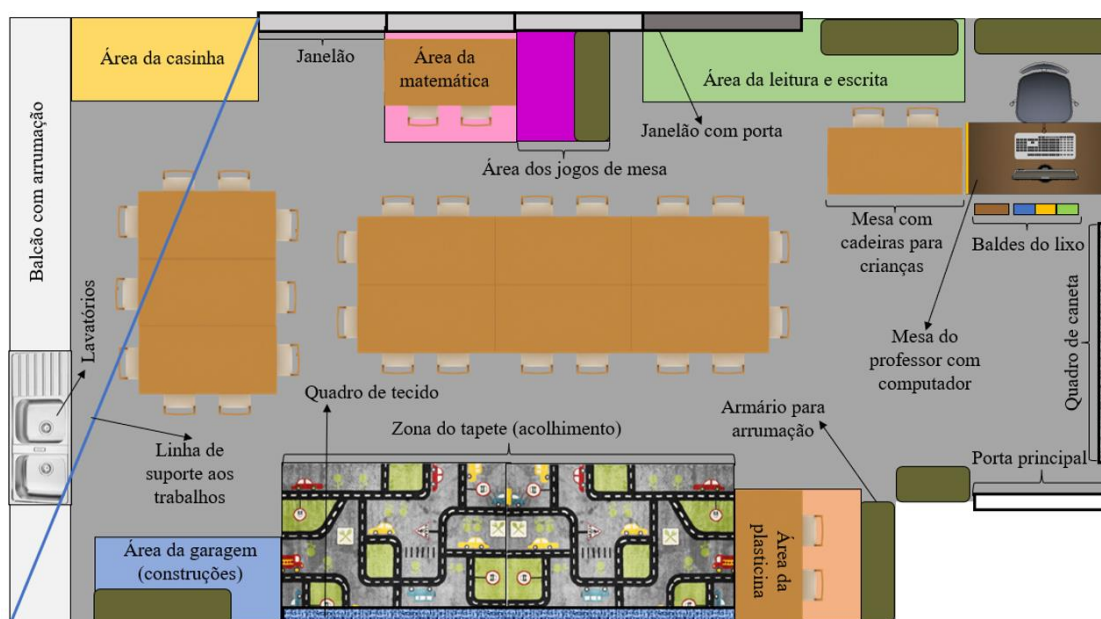 Área da casinha
Janelão
Área da
matemática
Área da leitura e escrita
Janelão com porta
Área dos jogos de mesa
Balcão com arrumação
Mesa com
cadeiras para
crianças
Baldes do lixo
Quadro de caneta
Mesa do
professor com
computador
Lavatórios
Quadro de tecido
Zona do tapete (acolhimento)
Armário para
arrumação
Linha de
suporte aos
trabalhos
Porta principal
Área da garagem
(construções)
Área da
plasticina